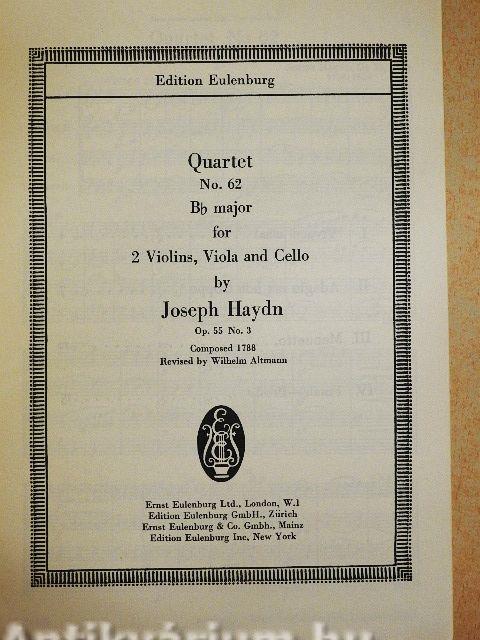 Edition Eulenburg
Quartet
No. 62
B♭ major
for
2 Violins, Viola and Cello
by
Joseph Haydn
Op. 55 No. 3
Composed 1788
Revised by Wilhelm Altmann
Ernst Eulenburg Ltd., London, W.1
Edition Eulenburg GmbH., Zürich
Ernst Eulenburg & Co. Gmbh., Mainz
Edition Eulenburg Inc, New York
Antikvárium.hu